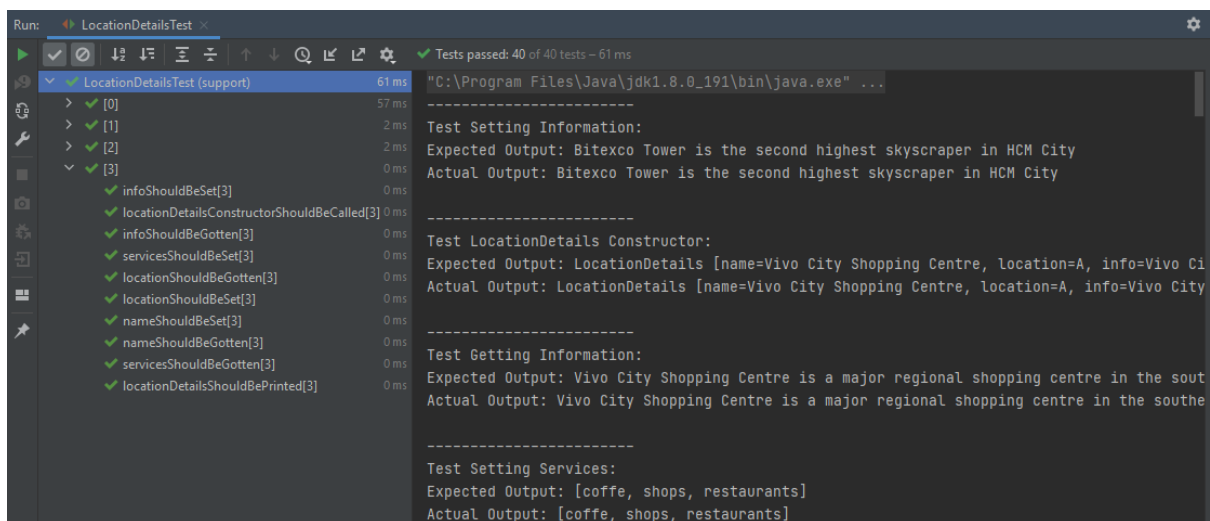 Run: LocationDetailsTest
Tests passed: 40 of 40 tests – 61 ms
LocationDetailsTest (support) 61 ms
[0] 57 ms
[1] 2 ms
[2] 2 ms
[3] 0 ms
infoShouldBeSet[3] 0 ms
locationDetailsConstructorShouldBeCalled[3] 0 ms
infoShouldBeGotten[3] 0 ms
servicesShouldBeSet[3] 0 ms
locationShouldBeGotten[3] 0 ms
locationShouldBeSet[3] 0 ms
nameShouldBeSet[3] 0 ms
nameShouldBeGotten[3] 0 ms
servicesShouldBeGotten[3] 0 ms
locationDetailsShouldBePrinted[3] 0 ms
"C:\Program Files\Java\jdk1.8.0_191\bin\java.exe" ...
-------------------------
Test Setting Information:
Expected Output: Bitexco Tower is the second highest skyscraper in HCM City
Actual Output: Bitexco Tower is the second highest skyscraper in HCM City
-------------------------
Test LocationDetails Constructor:
Expected Output: LocationDetails [name=Vivo City Shopping Centre, location=A, info=Vivo Ci
Actual Output: LocationDetails [name=Vivo City Shopping Centre, location=A, info=Vivo City
-------------------------
Test Getting Information:
Expected Output: Vivo City Shopping Centre is a major regional shopping centre in the sout
Actual Output: Vivo City Shopping Centre is a major regional shopping centre in the southe
-------------------------
Test Setting Services:
Expected Output: [coffe, shops, restaurants]
Actual Output: [coffe, shops, restaurants]